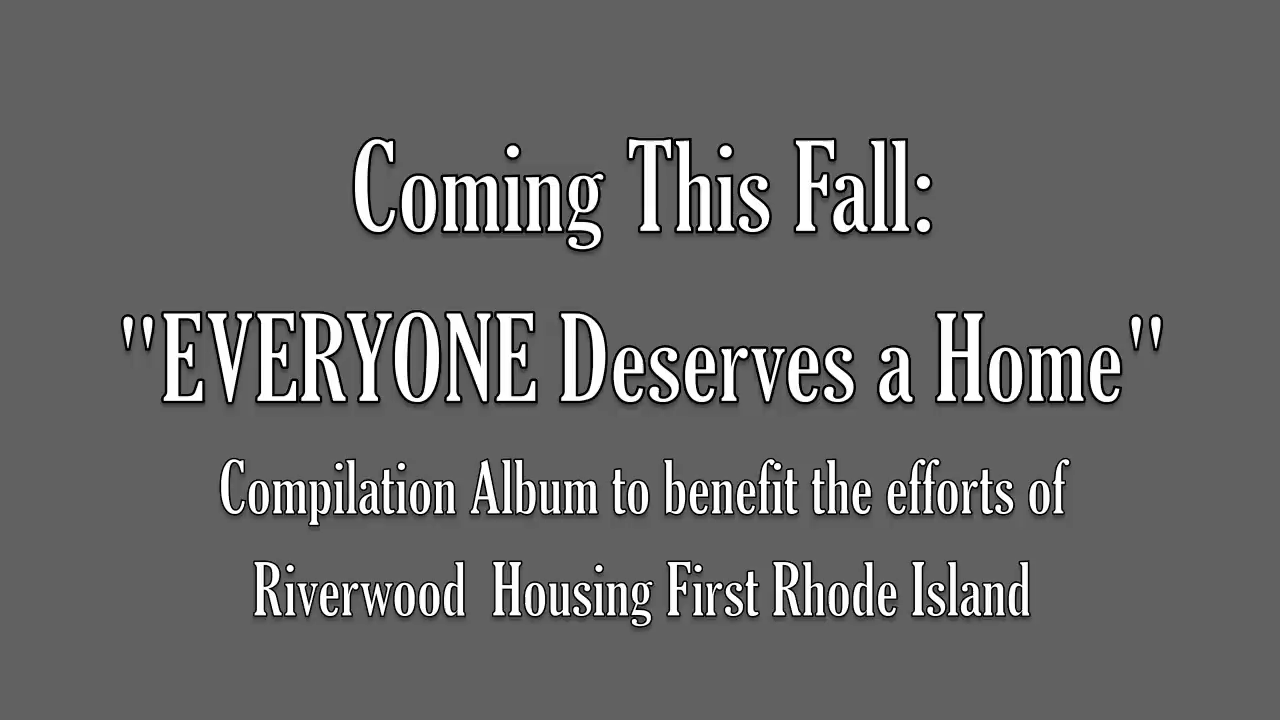 Coming This Fall:
"EVERYONE Deserves a Home"
Compilation Album to benefit the efforts of
Riverwood Housing First Rhode Island